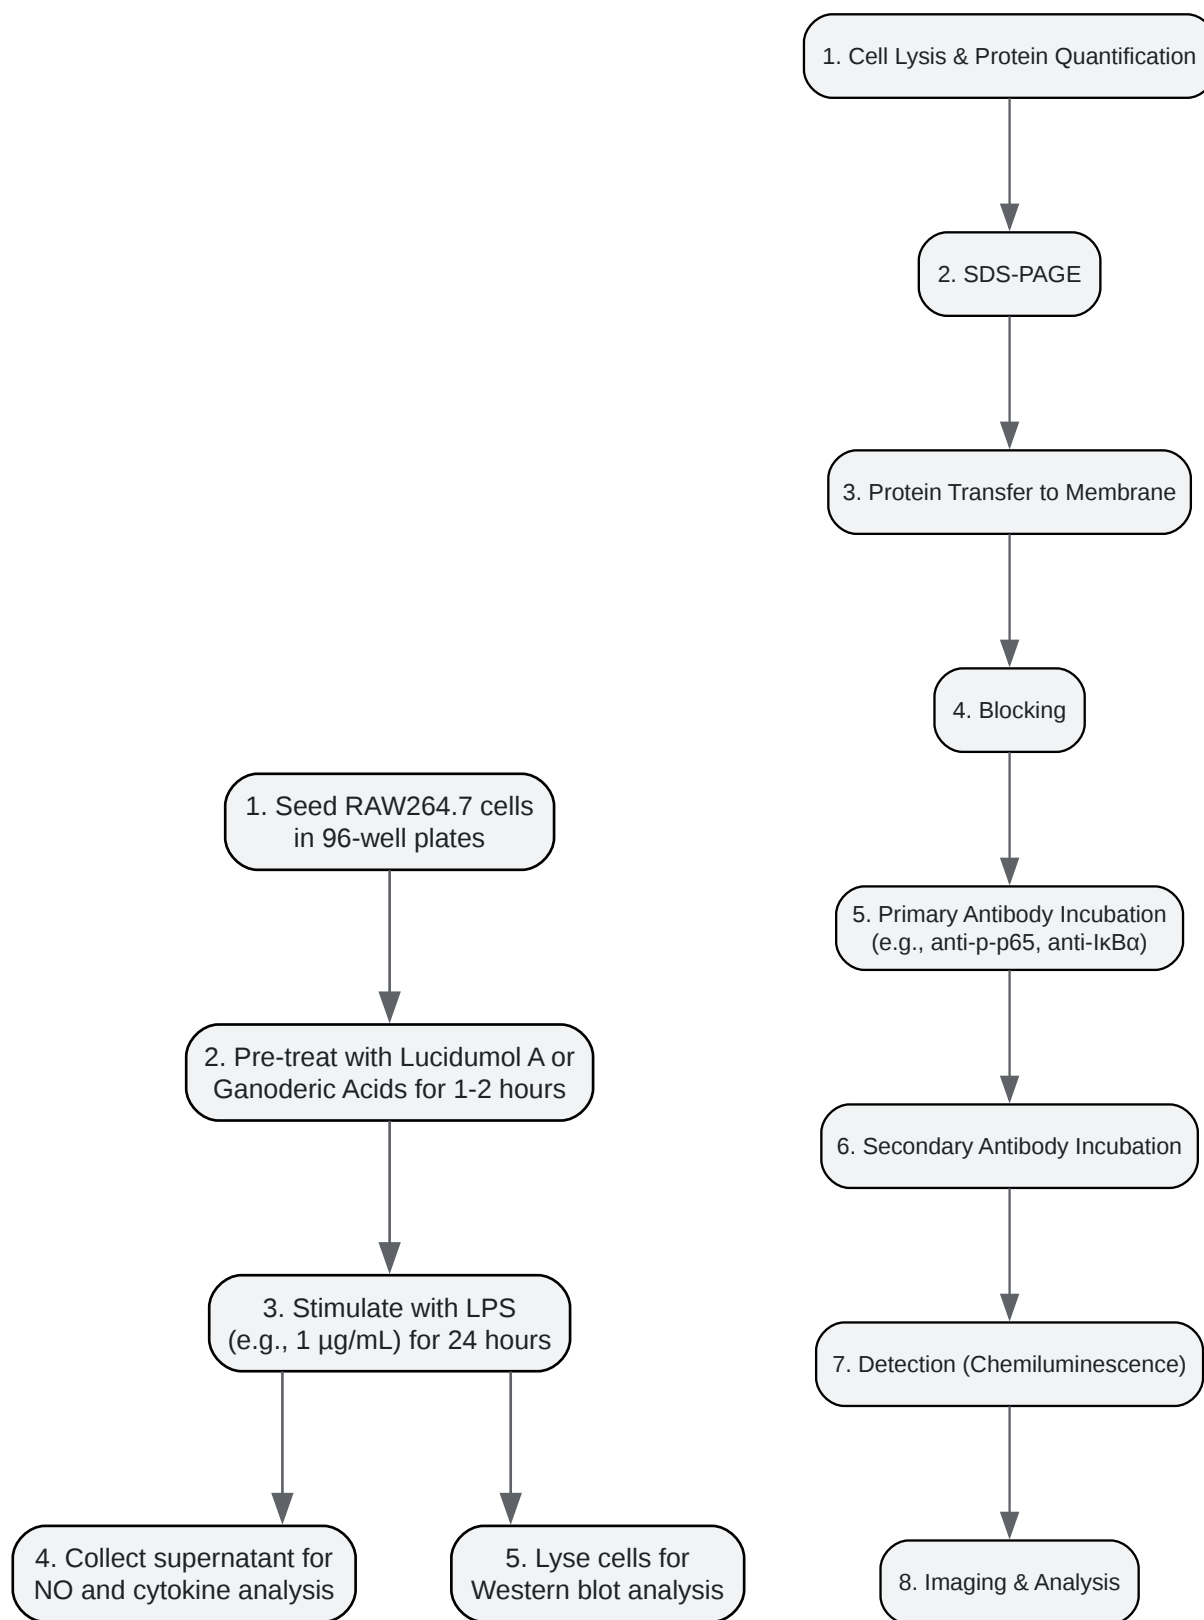 1. Seed RAW264.7 cells
in 96-well plates
2. Pre-treat with Lucidumol A or
Ganoderic Acids for 1-2 hours
3. Stimulate with LPS
(e.g., 1 µg/mL) for 24 hours
4. Collect supernatant for
NO and cytokine analysis
5. Lyse cells for
Western blot analysis
1. Cell Lysis & Protein Quantification
2. SDS-PAGE
3. Protein Transfer to Membrane
4. Blocking
5. Primary Antibody Incubation
(e.g., anti-p-p65, anti-IκBα)
6. Secondary Antibody Incubation
7. Detection (Chemiluminescence)
8. Imaging & Analysis